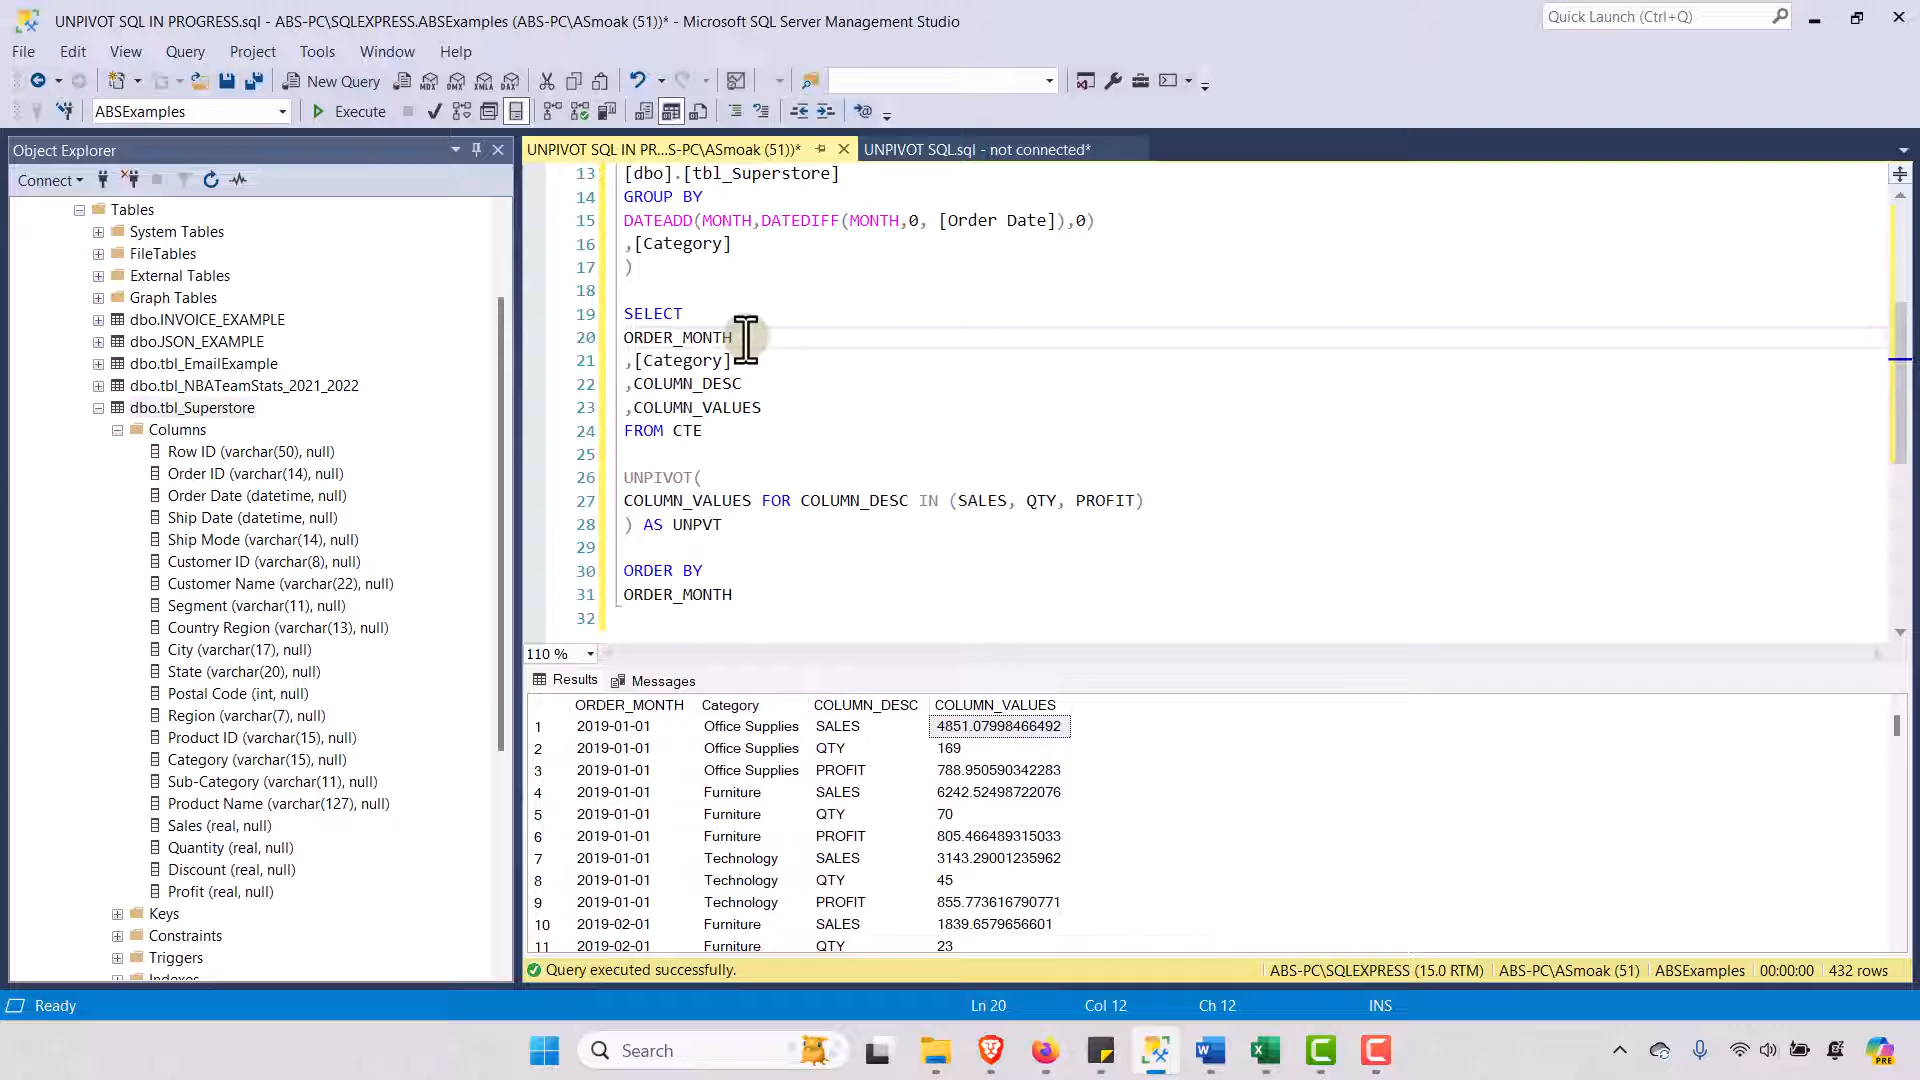 UNPIVOT SQL IN PROGRESS.sql - ABS-PC\SQLEXPRESS.ABSExamples (ABS-PC\ASmoak (51))* - Microsoft SQL Server Management Studio
Quick Launch (Ctrl+Q)
File Edit View Query Project Tools Window Help
New Query
MDX DMX XMLA DAX
ABSExamples
Execute
Object Explorer
UNPIVOT SQL IN PR...S-PC\ASmoak (51))*
UNPIVOT SQL.sql - not connected*
Connect
Tables
System Tables
FileTables
External Tables
Graph Tables
dbo.INVOICE_EXAMPLE
dbo.JSON_EXAMPLE
dbo.tbl_EmailExample
dbo.tbl_NBATeamStats_2021_2022
dbo.tbl_Superstore
Columns
Row ID (varchar(50), null)
Order ID (varchar(14), null)
Order Date (datetime, null)
Ship Date (datetime, null)
Ship Mode (varchar(14), null)
Customer ID (varchar(8), null)
Customer Name (varchar(22), null)
Segment (varchar(11), null)
Country Region (varchar(13), null)
City (varchar(17), null)
State (varchar(20), null)
Postal Code (int, null)
Region (varchar(7), null)
Product ID (varchar(15), null)
Category (varchar(15), null)
Sub-Category (varchar(11), null)
Product Name (varchar(127), null)
Sales (real, null)
Quantity (real, null)
Discount (real, null)
Profit (real, null)
Keys
Constraints
Triggers
Indexes
13 [dbo].[tbl_Superstore]
14 GROUP BY
15 DATEADD(MONTH,DATEDIFF(MONTH,0, [Order Date]),0)
16 ,[Category]
17 )
18
19 SELECT
20 ORDER_MONTH
21 ,[Category]
22 ,COLUMN_DESC
23 ,COLUMN_VALUES
24 FROM CTE
25
26 UNPIVOT(
27 COLUMN_VALUES FOR COLUMN_DESC IN (SALES, QTY, PROFIT)
28 ) AS UNPVT
29
30 ORDER BY
31 ORDER_MONTH
32
110 %
Results Messages
ORDER_MONTH Category COLUMN_DESC COLUMN_VALUES
1 2019-01-01 Office Supplies SALES 4851.07998466492
2 2019-01-01 Office Supplies QTY 169
3 2019-01-01 Office Supplies PROFIT 788.950590342283
4 2019-01-01 Furniture SALES 6242.52498722076
5 2019-01-01 Furniture QTY 70
6 2019-01-01 Furniture PROFIT 805.466489315033
7 2019-01-01 Technology SALES 3143.29001235962
8 2019-01-01 Technology QTY 45
9 2019-01-01 Technology PROFIT 855.773616790771
10 2019-02-01 Furniture SALES 1839.6579656601
11 2019-02-01 Furniture QTY 23
Query executed successfully.
ABS-PC\SQLEXPRESS (15.0 RTM) ABS-PC\ASmoak (51) ABSExamples 00:00:00 432 rows
Ready
Ln 20 Col 12 Ch 12 INS
Search
PRE